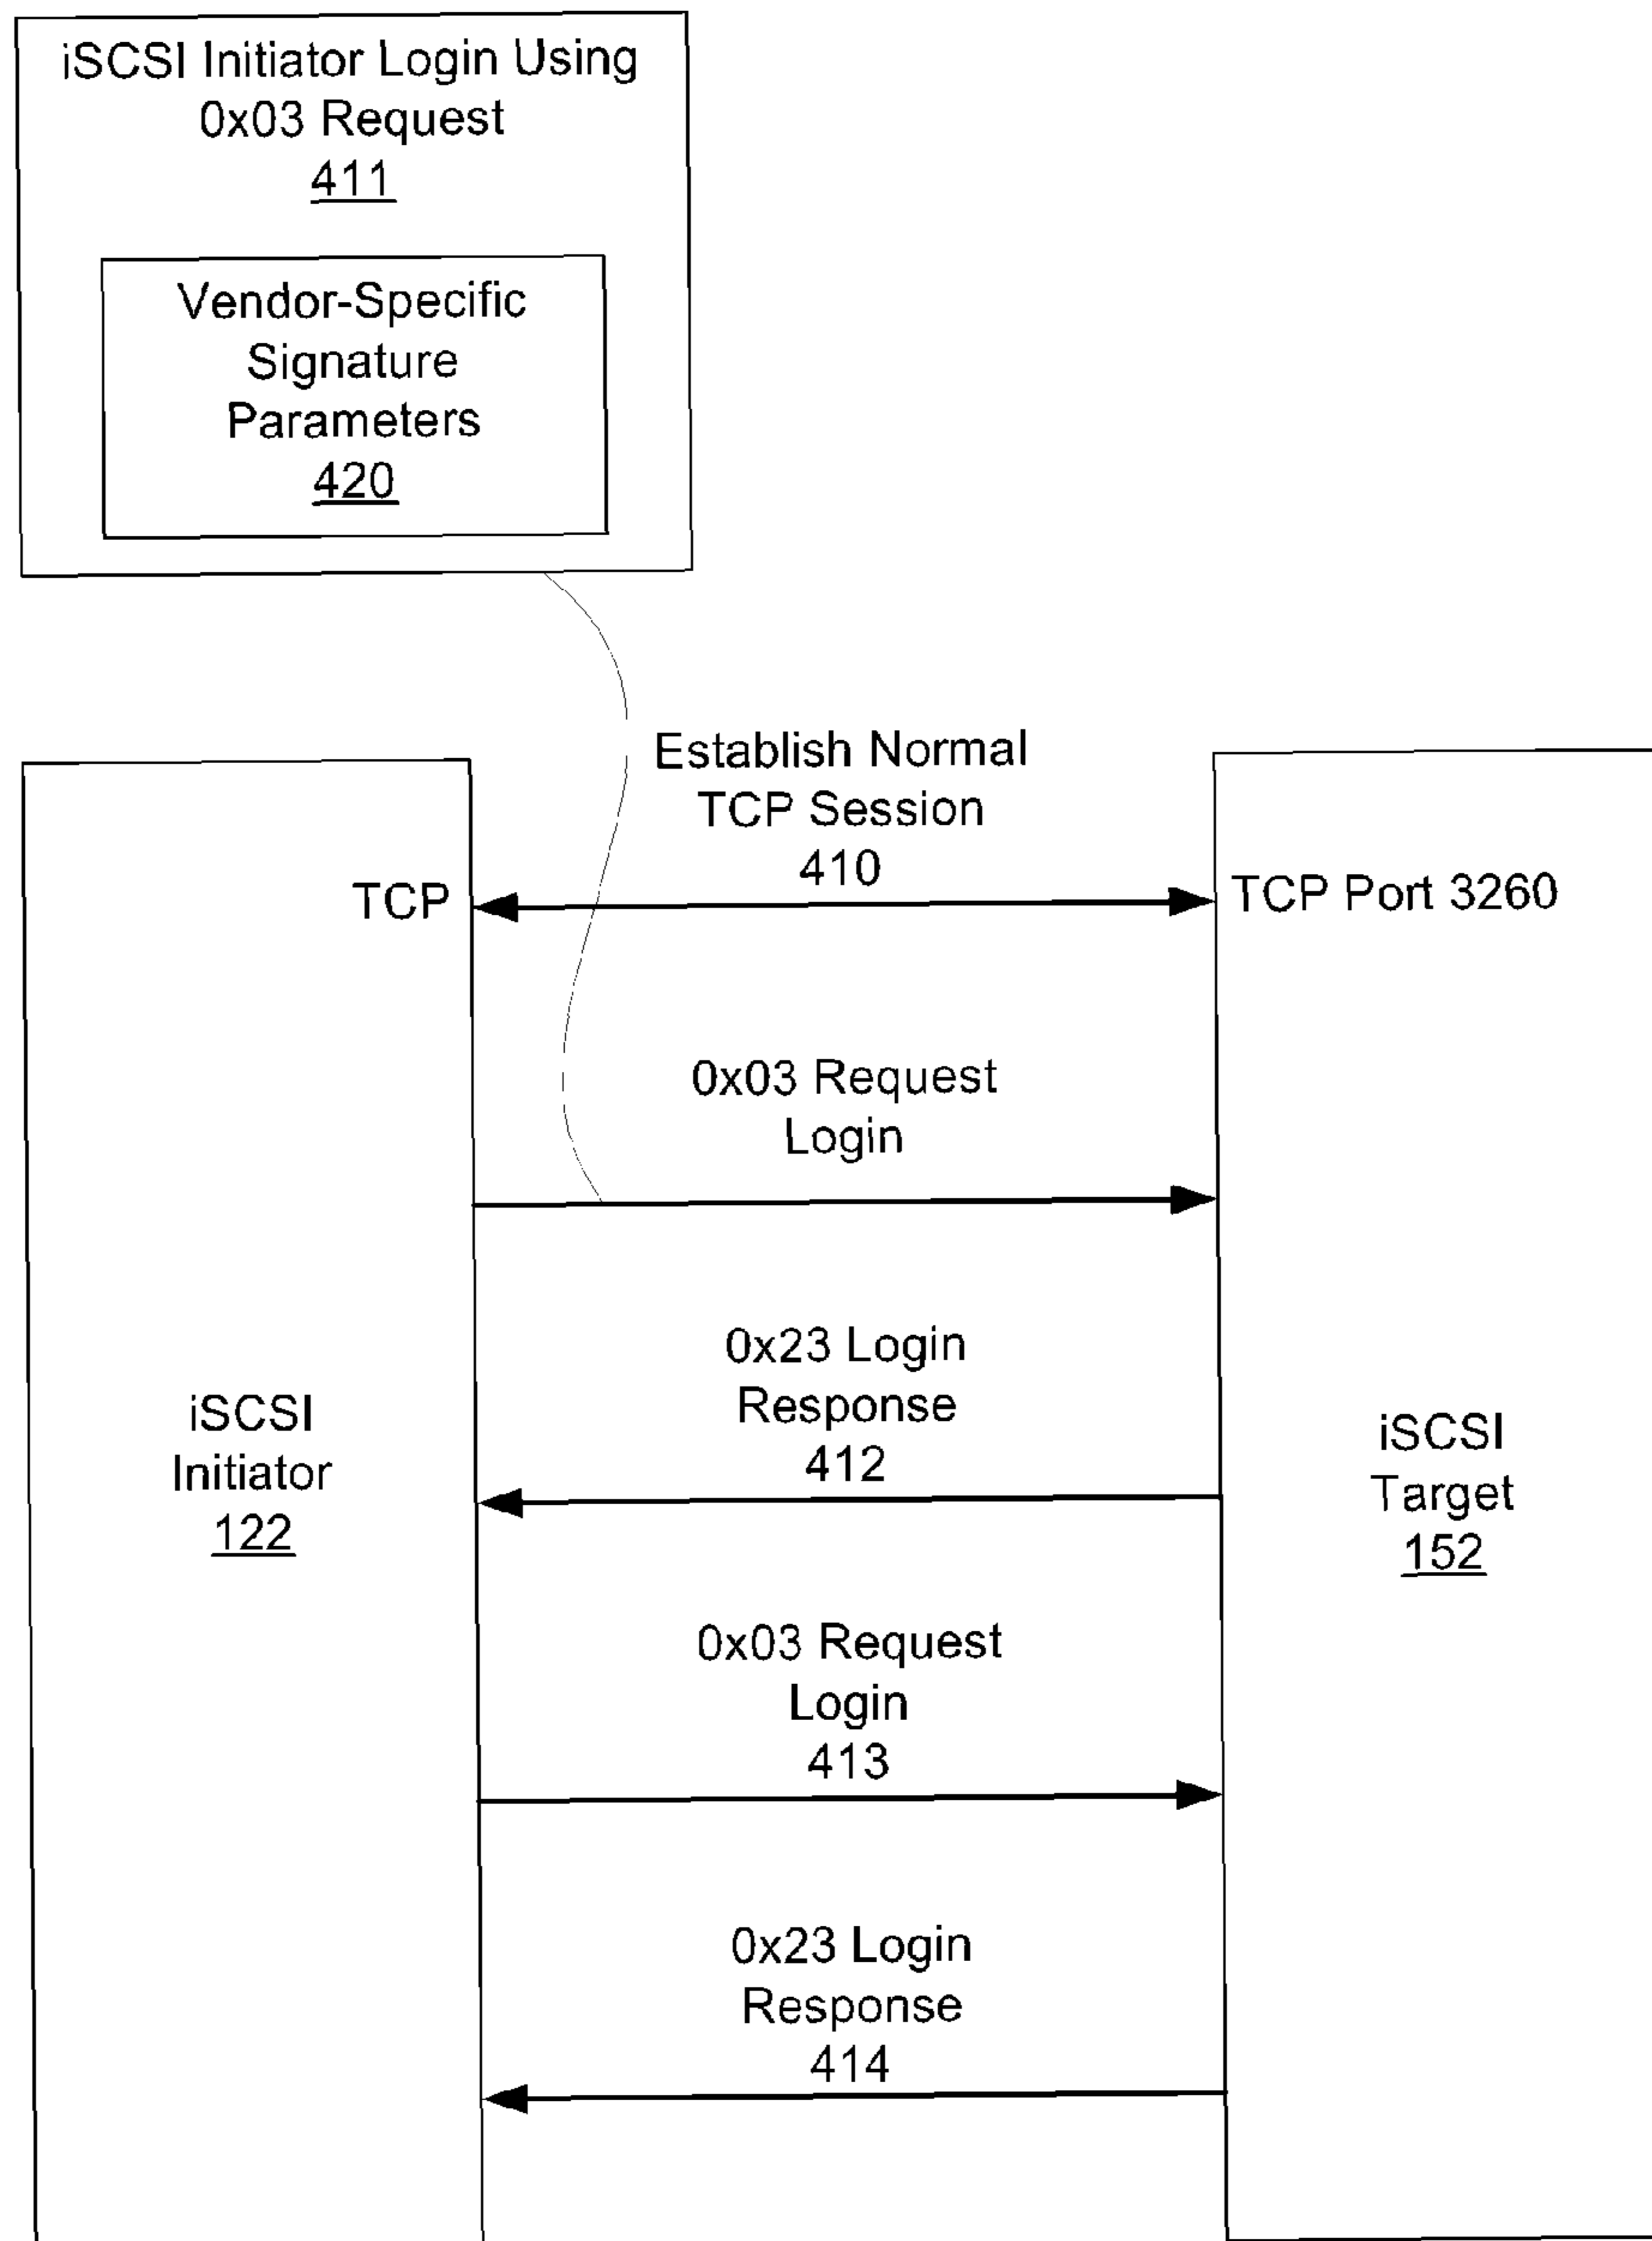 iSCSI Initiator Login Using
0x03 Request
411
Vendor-Specific
Signature
Parameters
420
Establish Normal
TCP Session
410
TCP
TCP Port 3260
0x03 Request
Login
0x23 Login
Response
412
iSCSI
Initiator
122
iSCSI
Target
152
0x03 Request
Login
413
0x23 Login
Response
414